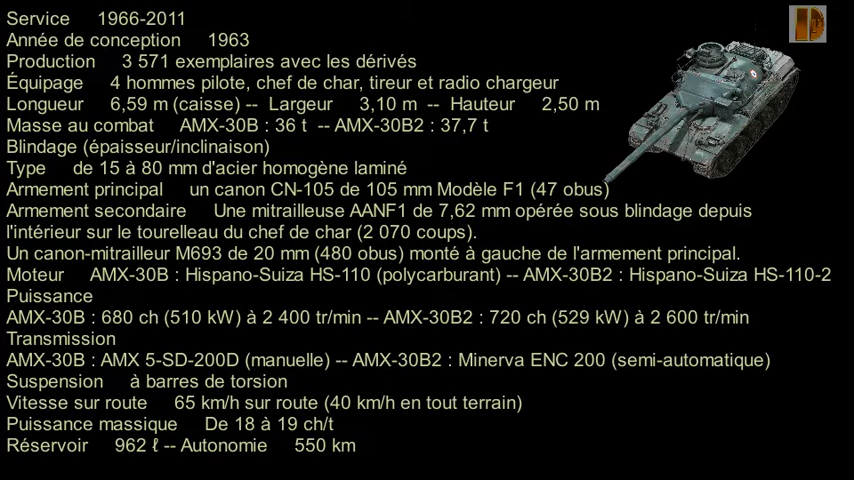 Service 1966-2011
Année de conception 1963
Production 3 571 exemplaires avec les dérivés
Équipage 4 hommes pilote, chef de char, tireur et radio chargeur
Longueur 6,59 m (caisse) -- Largeur 3,10 m -- Hauteur 2,50 m
Masse au combat AMX-30B : 36 t -- AMX-30B2 : 37,7 t
Blindage (épaisseur/inclinaison)
Type de 15 à 80 mm d'acier homogène laminé
Armement principal un canon CN-105 de 105 mm Modèle F1 (47 obus)
Armement secondaire Une mitrailleuse AANF1 de 7,62 mm opérée sous blindage depuis
l'intérieur sur le tourelleau du chef de char (2 070 coups).
Un canon-mitrailleur M693 de 20 mm (480 obus) monté à gauche de l'armement principal.
Moteur AMX-30B : Hispano-Suiza HS-110 (polycarburant) -- AMX-30B2 : Hispano-Suiza HS-110-2
Puissance
AMX-30B : 680 ch (510 kW) à 2 400 tr/min -- AMX-30B2 : 720 ch (529 kW) à 2 600 tr/min
Transmission
AMX-30B : AMX 5-SD-200D (manuelle) -- AMX-30B2 : Minerva ENC 200 (semi-automatique)
Suspension à barres de torsion
Vitesse sur route 65 km/h sur route (40 km/h en tout terrain)
Puissance massique De 18 à 19 ch/t
Réservoir 962 ℓ -- Autonomie 550 km